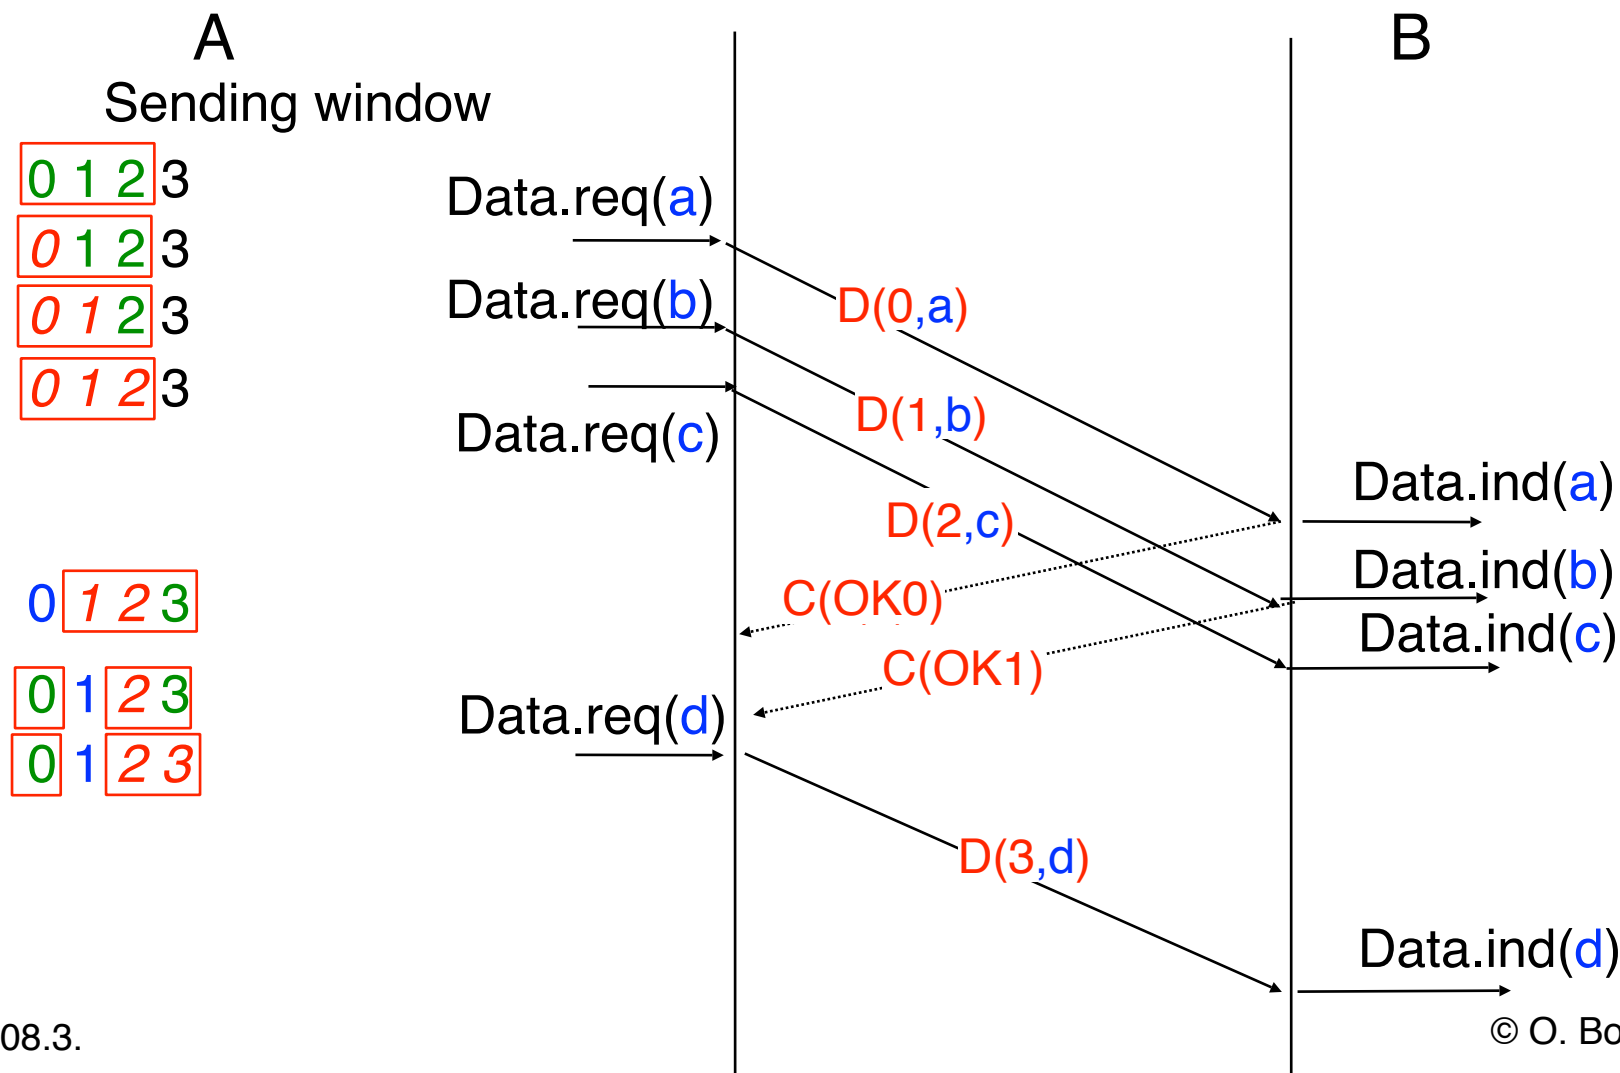 A
B
Sending window
0 1 2 3
Data.req(a)
0 1 2 3
Data.req(b)
D(0,a)
0 1 2 3
0 1 2 3
D(1,b)
Data.req(c)
Data.ind(a)
D(2,c)
Data.ind(b)
0 1 2 3
C(OK0)
Data.ind(c)
C(OK1)
0 1 2 3
Data.req(d)
0 1 2 3
D(3,d)
Data.ind(d)
08.3.
© O. Bo